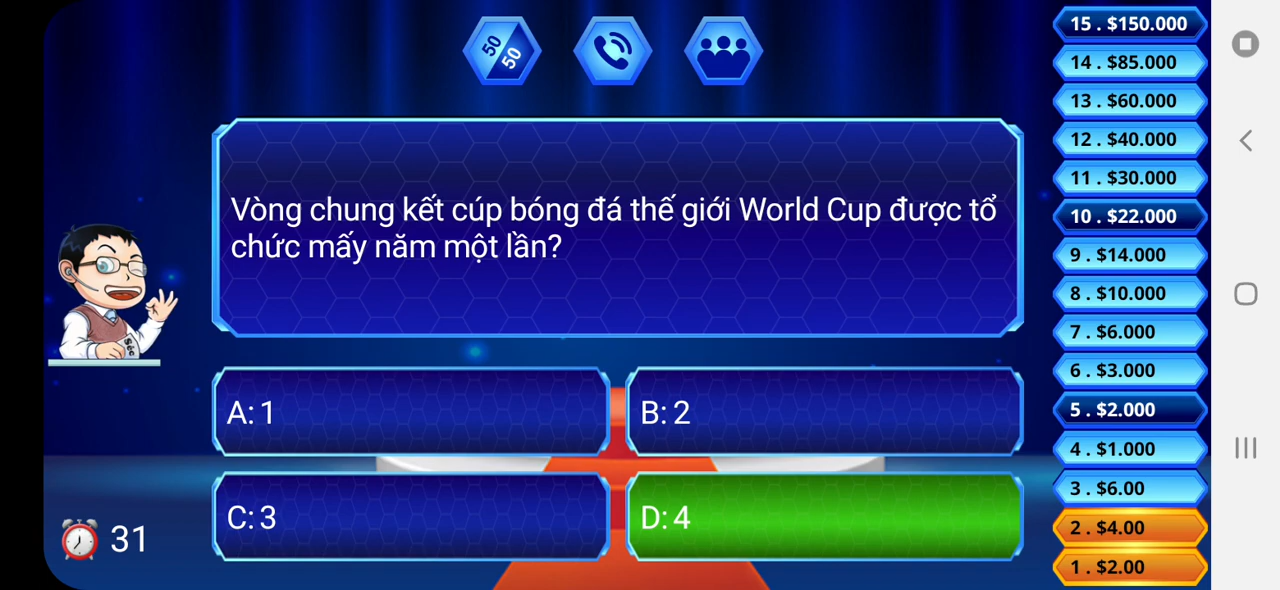 50
50
Vòng chung kết cúp bóng đá thế giới World Cup được tổ
chức mấy năm một lần?
A: 1
B: 2
C: 3
D: 4
31
Séc
15 . $150.000
14 . $85.000
13 . $60.000
12 . $40.000
11 . $30.000
10 . $22.000
9 . $14.000
8 . $10.000
7 . $6.000
6 . $3.000
5 . $2.000
4 . $1.000
3 . $6.00
2 . $4.00
1 . $2.00